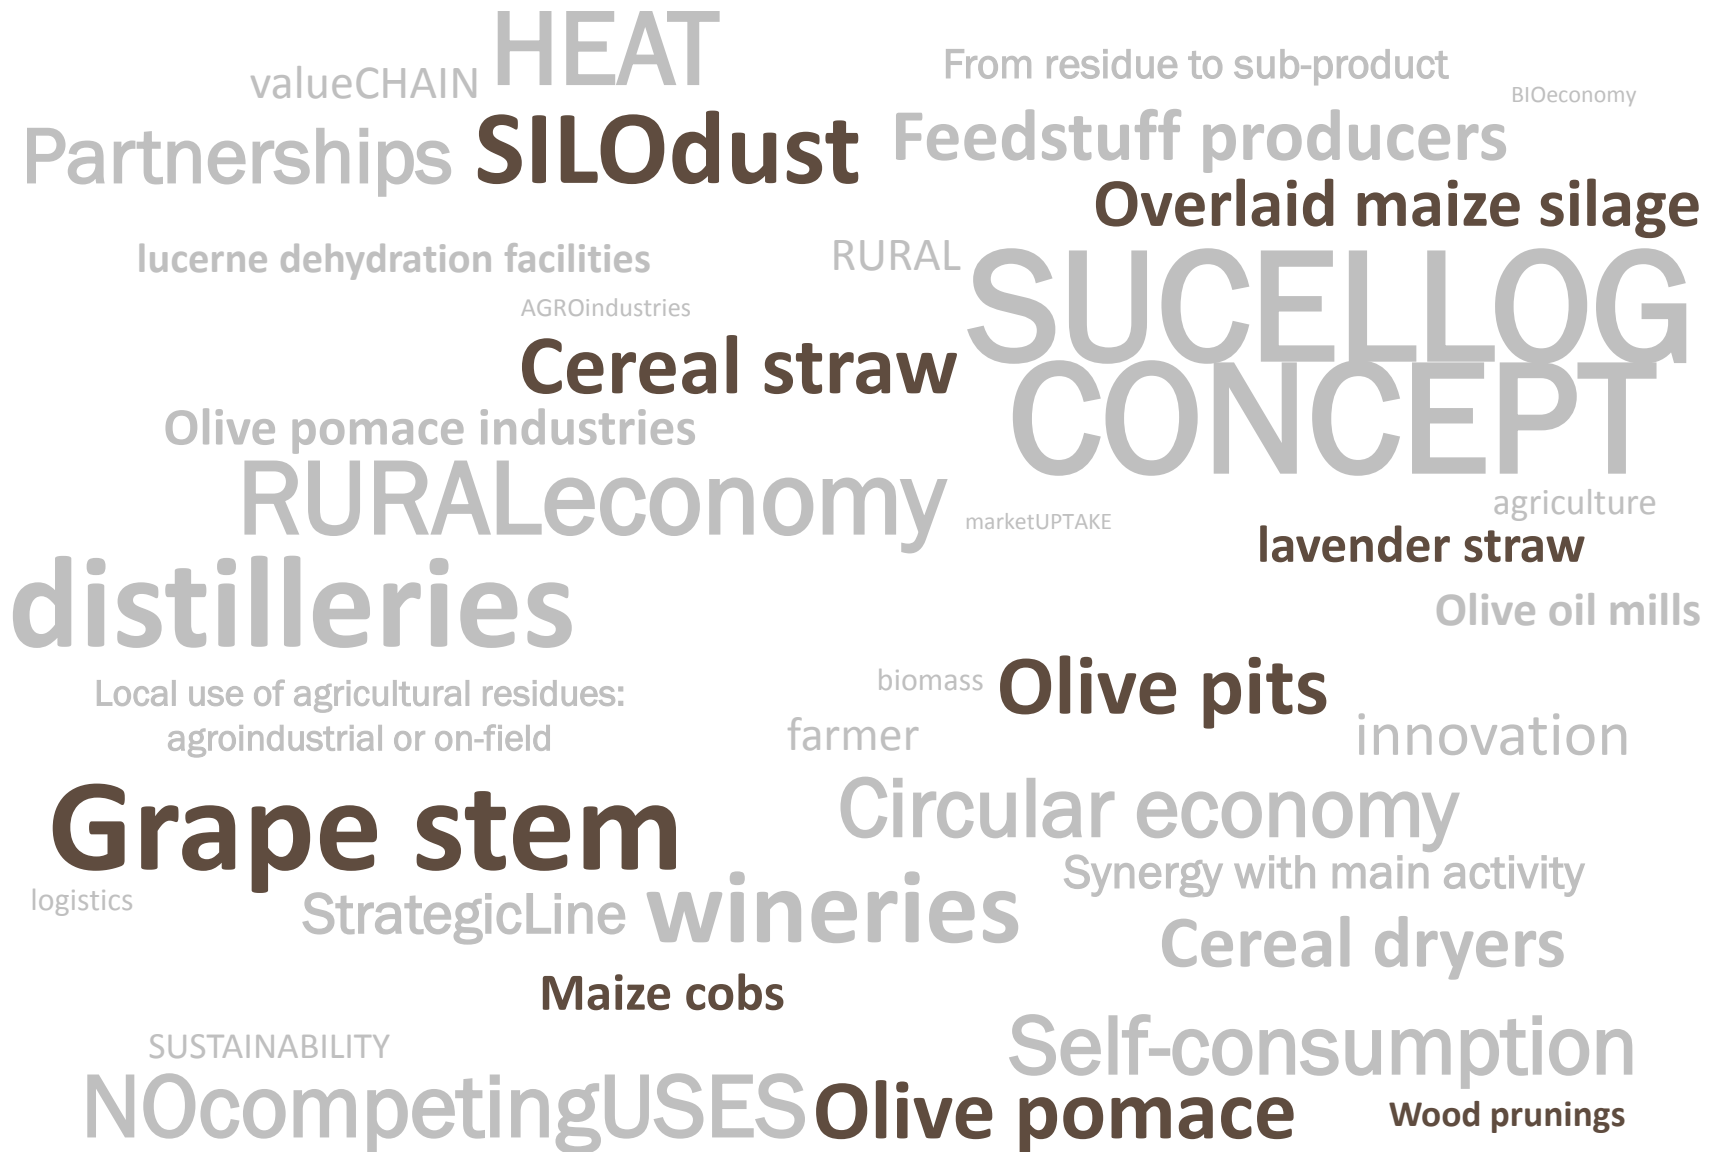 HEAT
From residue to sub-product
valueCHAIN
BIOeconomy
Partnerships
SILOdust
Feedstuff producers
Overlaid maize silage
lucerne dehydration facilities
RURAL
SUCELLOG
CONCEPT
AGROindustries
Cereal straw
Olive pomace industries
RURALeconomy
marketUPTAKE
agriculture
lavender straw
distilleries
Olive oil mills
Local use of agricultural residues:
agroindustrial or on-field
biomass
Olive pits
farmer
innovation
Grape stem
Circular economy
Synergy with main activity
logistics
StrategicLine
wineries
Cereal dryers
Maize cobs
SUSTAINABILITY
Self-consumption
NOcompetingUSES
Olive pomace
Wood prunings